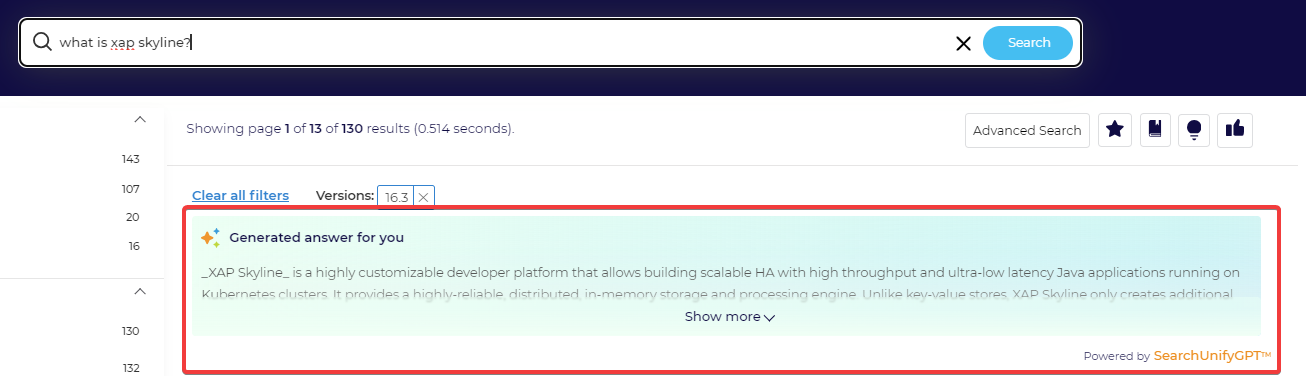 what is xap skyline?
Search
Showing page 1 of 13 of 130 results (0.514 seconds).
Advanced Search
143
107
20
16
130
132
Clear all filters
Versions: 16.3
Generated answer for you
_XAP Skyline_ is a highly customizable developer platform that allows building scalable HA with high throughput and ultra-low latency Java applications running on
Kubernetes clusters. It provides a highly-reliable, distributed, in-memory storage and processing engine. Unlike key-value stores, XAP Skyline only creates additional
Show more
Powered by SearchUnifyGPT™